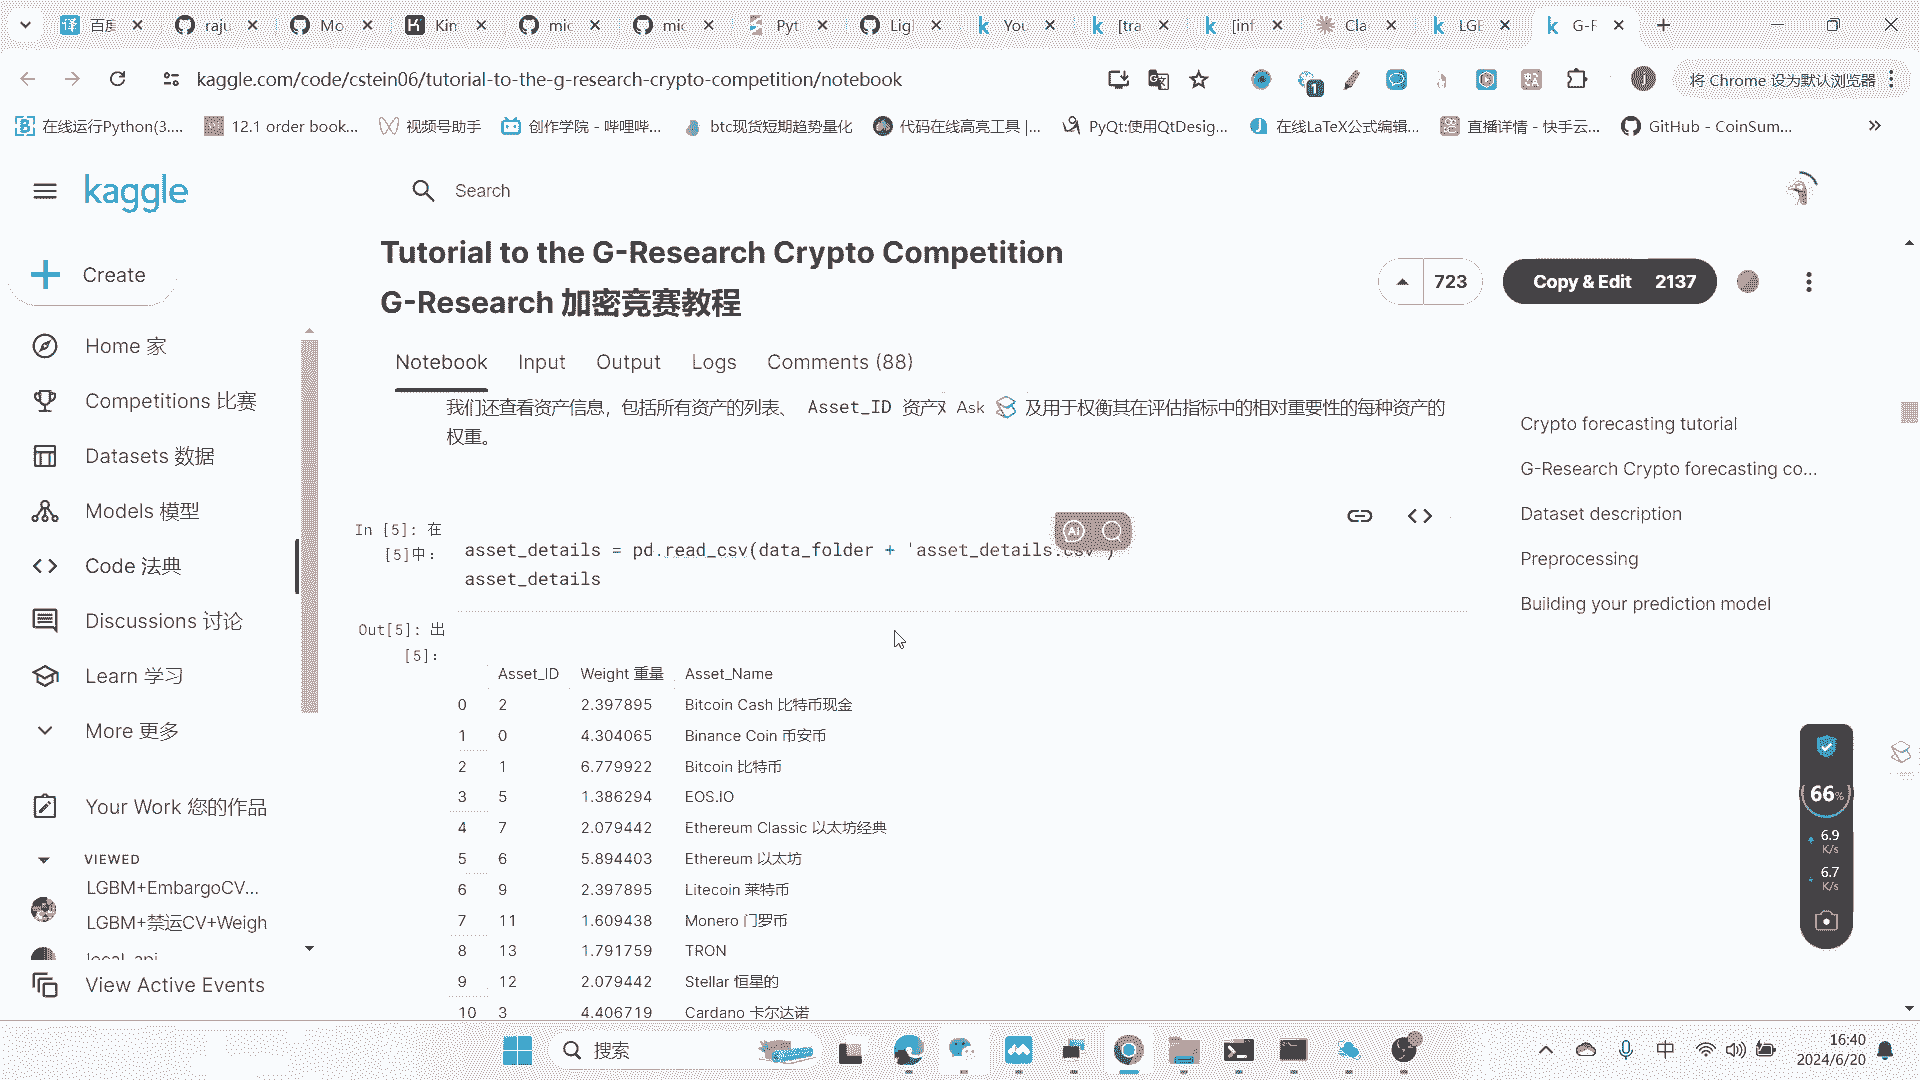 百度
raju
Mo
Kin
mic
mic
Pyt
Ligl
You
[tra
[inf
Cla
LGE
G-F
kaggle.com/code/cstein06/tutorial-to-the-g-research-crypto-competition/notebook
1
将 Chrome 设为默认浏览器
在线运行Python(3....
12.1 order book...
视频号助手
创作学院 - 哔哩哔...
btc现货短期趋势量化
代码在线高亮工具 |...
PyQt:使用QtDesig...
在线LaTeX公式编辑...
直播详情 - 快手云...
GitHub - CoinSum...
kaggle
Search
Create
Home 家
Competitions 比赛
Datasets 数据
Models 模型
Code 法典
Discussions 讨论
Learn 学习
More 更多
Your Work 您的作品
VIEWED
LGBM+EmbargoCV...
LGBM+禁运CV+Weigh
local_api
View Active Events
Tutorial to the G-Research Crypto Competition
G-Research 加密竞赛教程
723
Copy & Edit 2137
Notebook Input Output Logs Comments (88)
我们还查看资产信息，包括所有资产的列表、 Asset_ID 资产 Ask 及用于权衡其在评估指标中的相对重要性的每种资产的
权重。
In [5]: 在
[5]中:
asset_details = pd.read_csv(data_folder + 'asset_details.csv')
asset_details
Out[5]: 出
[5]:
Asset_ID Weight 重量 Asset_Name
0 2 2.397895 Bitcoin Cash 比特币现金
1 0 4.304065 Binance Coin 币安币
2 1 6.779922 Bitcoin 比特币
3 5 1.386294 EOS.IO
4 7 2.079442 Ethereum Classic 以太坊经典
5 6 5.894403 Ethereum 以太坊
6 9 2.397895 Litecoin 莱特币
7 11 1.609438 Monero 门罗币
8 13 1.791759 TRON
9 12 2.079442 Stellar 恒星的
10 3 4.406719 Cardano 卡尔达诺
Crypto forecasting tutorial
G-Research Crypto forecasting co...
Dataset description
Preprocessing
Building your prediction model
66%
6.9
K/s
6.7
K/s
搜索
中
16:40
2024/6/20